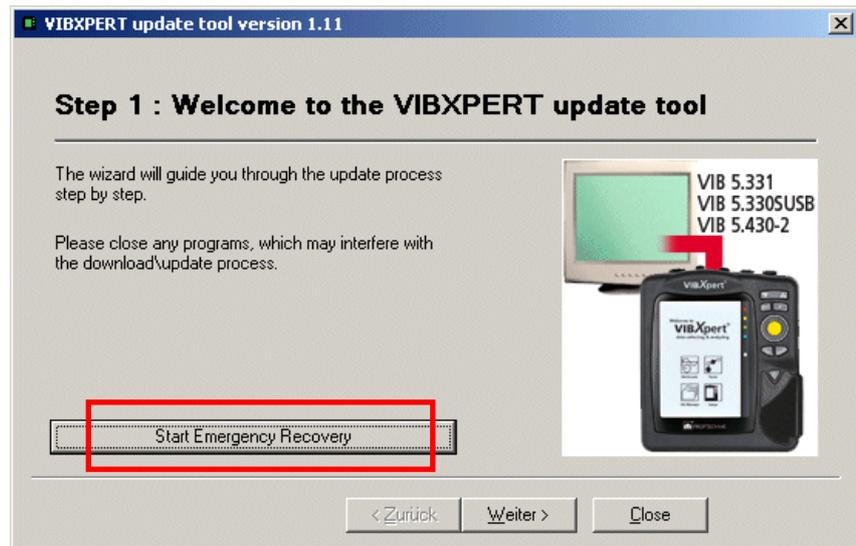 VIBXPERT update tool version 1.11
Step 1 : Welcome to the VIBXPERT update tool
The wizard will guide you through the update process
step by step.
Please close any programs, which may interfere with
the download\update process.
VIB 5.331
VIB 5.330SUSB
VIB 5.430-2
VIBXpert
VIBXpert
Start Emergency Recovery
< Zurück
Weiter >
Close